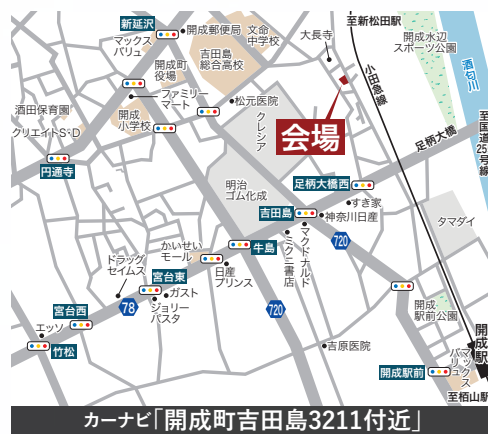 新延沢
至新松田駅
開成郵便局
文命
中学校
大長寺
開成水辺
スポーツ公園
マックス
バリュ
吉田島
総合高校
小田急線
酒匂川
開成町
役場
ファミリー
マート
松元医院
酒田保育園
開成
小学校
クリエイトS・D
クレシア
会場
足柄大橋
至国道25号線
円通寺
明治
ゴム化成
足柄大橋西
すき家
吉田島
神奈川日産
タマダイ
720
牛島
マクドナルド
ミクニ書店
かいせい
モール
ドラッグ
セイムス
日産
プリンス
宮台東
ガスト
ジョリー
パスタ
78
720
宮台西
エッソ
竹松
開成
駅前公園
開成駅
吉原医院
マックス
バリュ
開成駅前
至栢山駅
カーナビ「開成町吉田島3211付近」